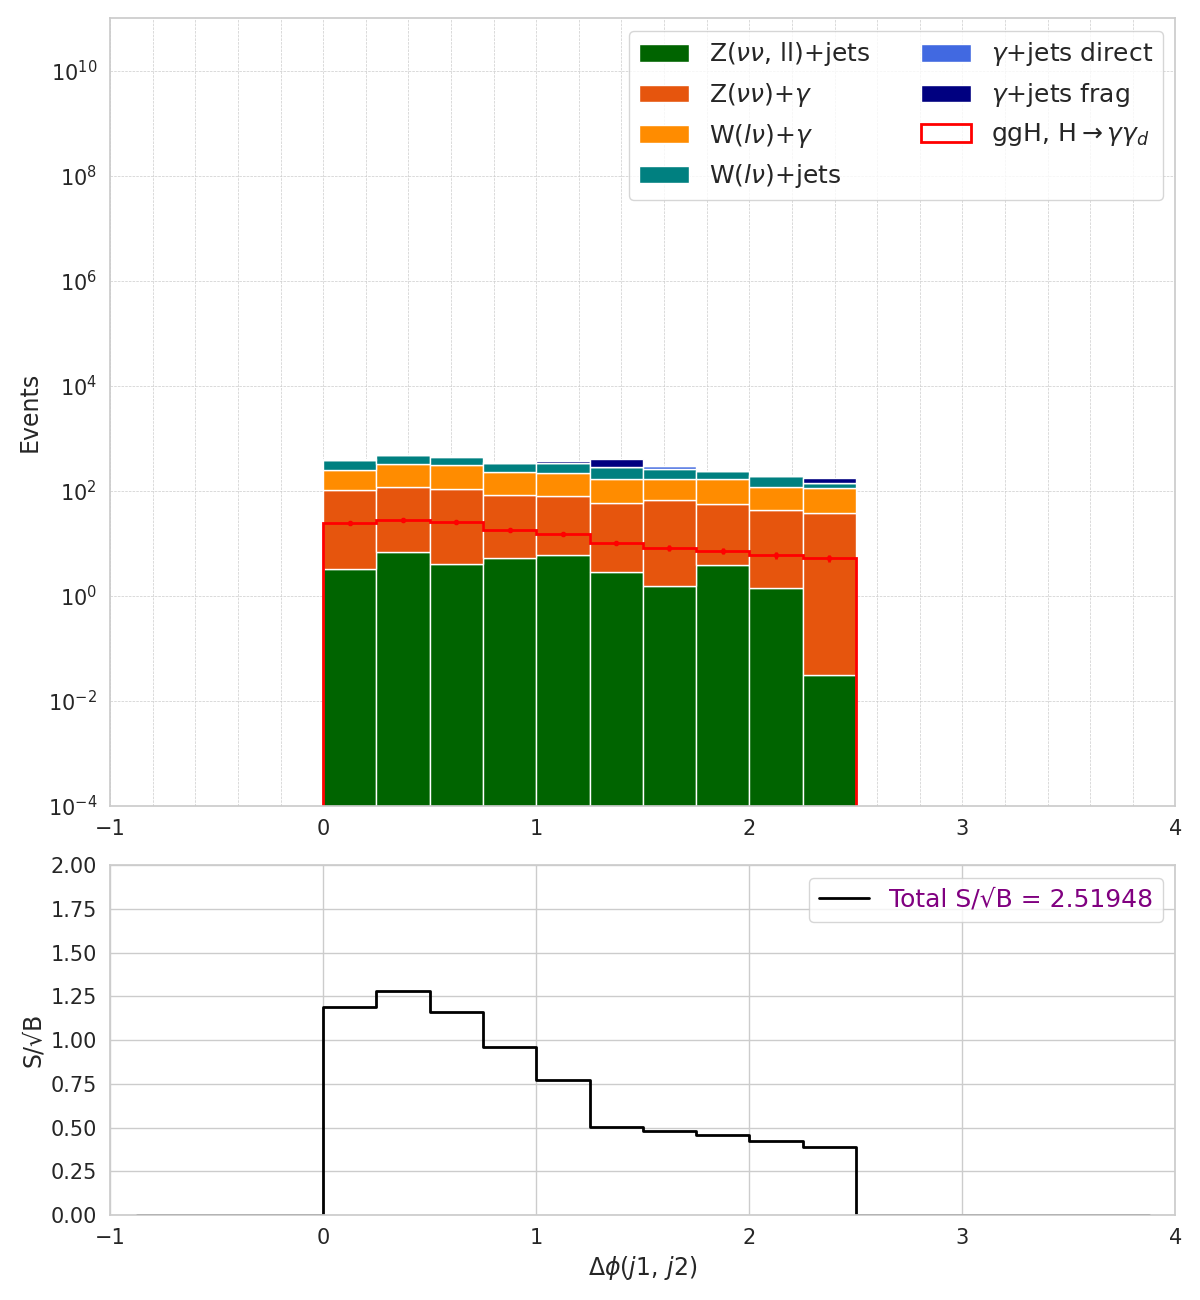 Z(νν, ll)+jets
Z(νν)+γ
W(lν)+γ
W(lν)+jets
γ+jets direct
γ+jets frag
ggH, H→γγ_d
Events
10^10
10^8
10^6
10^4
10^2
10^0
10^−2
10^−4
−1 0 1 2 3 4
Total S/√B = 2.51948
S/√B
2.00
1.75
1.50
1.25
1.00
0.75
0.50
0.25
0.00
−1 0 1 2 3 4
Δϕ(j1, j2)